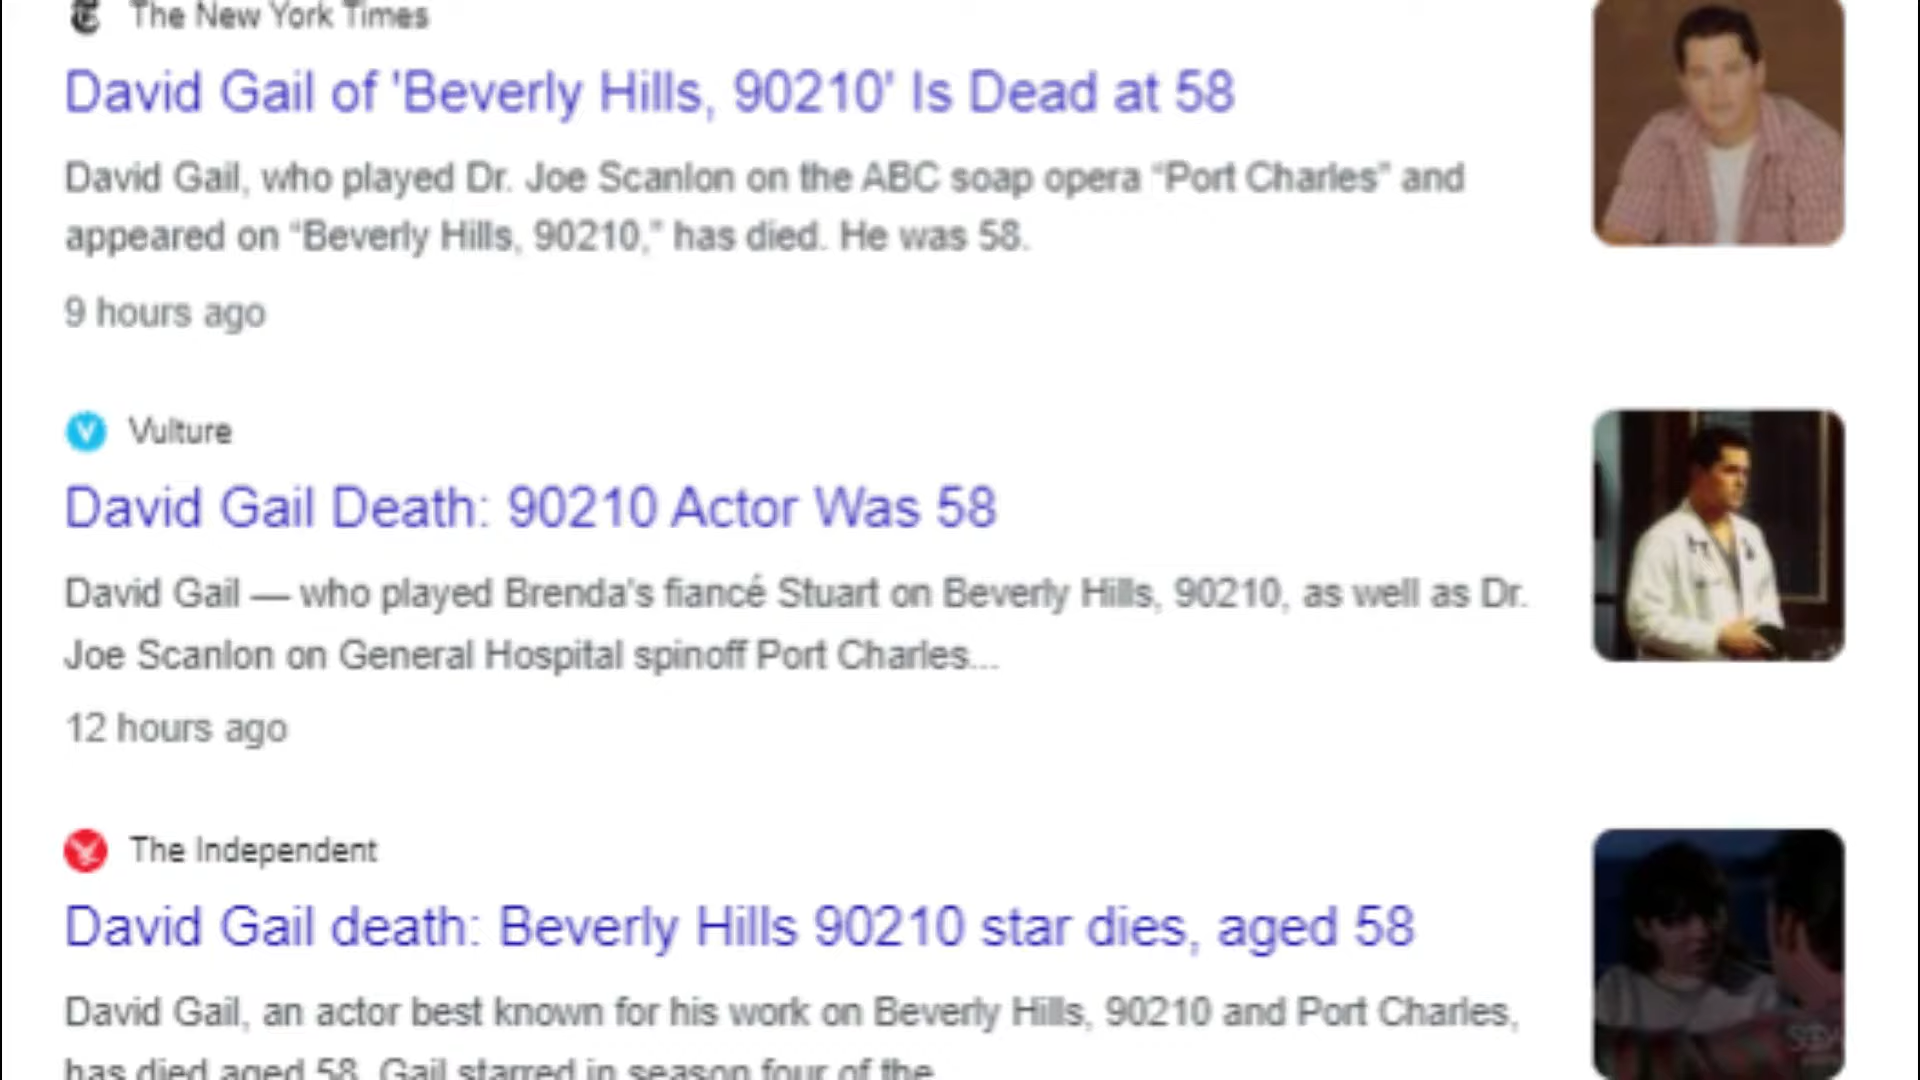 The New York Times
David Gail of 'Beverly Hills, 90210' Is Dead at 58
David Gail, who played Dr. Joe Scanlon on the ABC soap opera “Port Charles” and
appeared on “Beverly Hills, 90210,” has died. He was 58.
9 hours ago
V Vulture
David Gail Death: 90210 Actor Was 58
David Gail — who played Brenda's fiancé Stuart on Beverly Hills, 90210, as well as Dr.
Joe Scanlon on General Hospital spinoff Port Charles...
12 hours ago
The Independent
David Gail death: Beverly Hills 90210 star dies, aged 58
David Gail, an actor best known for his work on Beverly Hills, 90210 and Port Charles,
has died aged 58. Gail starred in season four of the